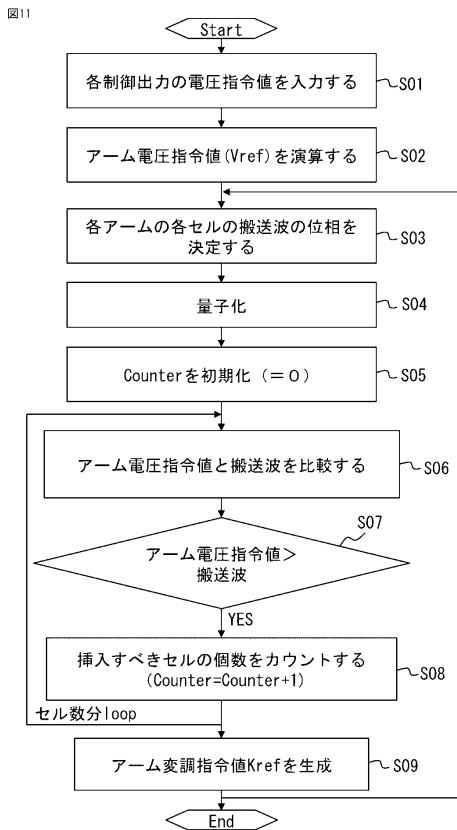 図11
Start
各制御出力の電圧指令値を入力する
S01
アーム電圧指令値(Vref)を演算する
S02
各アームの各セルの搬送波の位相を
決定する
S03
量子化
S04
Counterを初期化（＝0）
S05
アーム電圧指令値と搬送波を比較する
S06
S07
アーム電圧指令値＞
搬送波
YES
挿入すべきセルの個数をカウントする
(Counter=Counter+1)
S08
セル数分loop
アーム変調指令値Krefを生成
S09
End